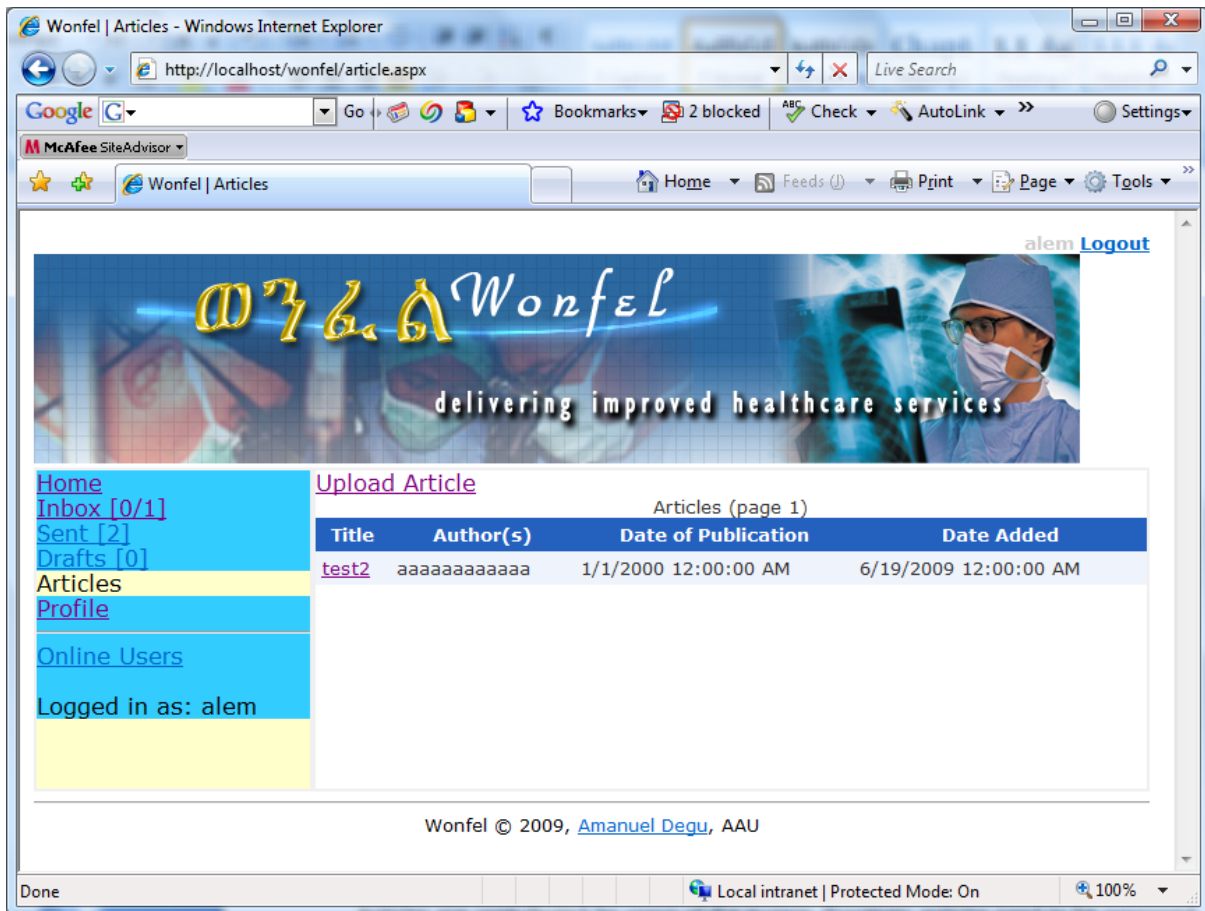 Wonfel | Articles - Windows Internet Explorer
http://localhost/wonfel/article.aspx
Live Search
Google G Go Bookmarks 2 blocked ABC Check AutoLink >> Settings
McAfee SiteAdvisor
Wonfel | Articles Home Feeds (J) Print Page Tools >>
alem Logout
ወንፈል Wonfel
delivering improved healthcare services
Home
Inbox [0/1]
Sent [2]
Drafts [0]
Articles
Profile
Online Users
Logged in as: alem
Upload Article
Articles (page 1)
Title Author(s) Date of Publication Date Added
test2 aaaaaaaaaaaa 1/1/2000 12:00:00 AM 6/19/2009 12:00:00 AM
Wonfel © 2009, Amanuel Degu, AAU
Done Local intranet | Protected Mode: On 100%